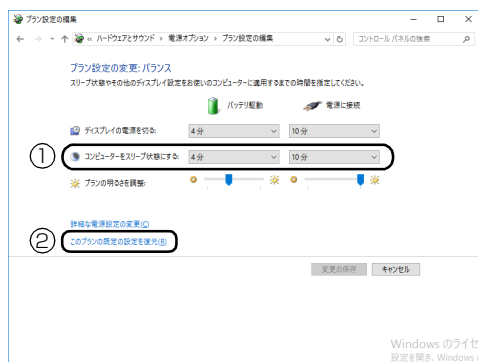 プラン設定の編集
« ハードウェアとサウンド › 電源オプション › プラン設定の編集
コントロール パネルの検索
プラン設定の変更: バランス
スリープ状態やその他のディスプレイ設定をお使いのコンピューターに適用するまでの時間を指定してください。
バッテリ駆動 電源に接続
ディスプレイの電源を切る: 4 分 10 分
① コンピューターをスリープ状態にする: 4 分 10 分
プランの明るさを調整:
詳細な電源設定の変更(C)
② このプランの既定の設定を復元(R)
変更の保存 キャンセル
Windows のライセ
設定を開き、Windows